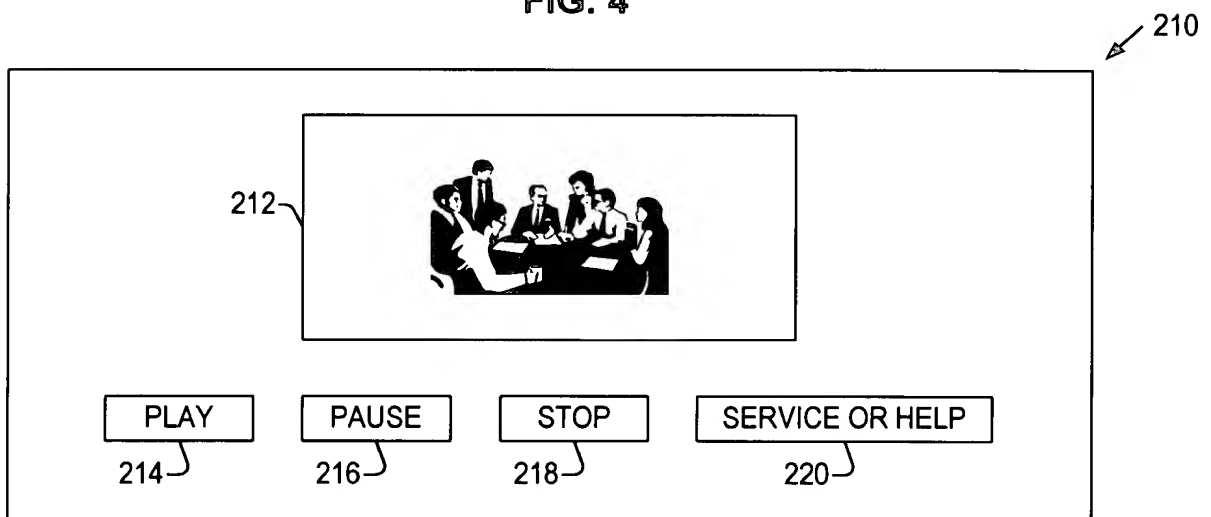 FIG. 4
210
212
PLAY
PAUSE
STOP
SERVICE OR HELP
214
216
218
220